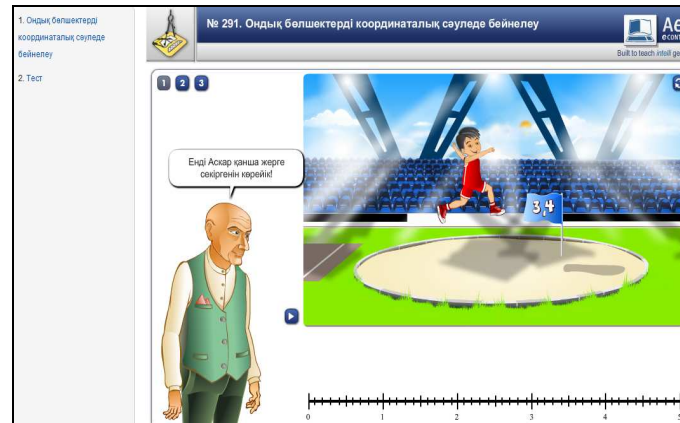 1. Ондық бөлшектерді
координаталық сәуледе
бейнелеу
2. Тест
№ 291. Ондық бөлшектерді координаталық сәуледе бейнелеу
Built to teach
1 2 3
Енді Асқар қанша жерге
секіргенін көрейік!
3,4
0 1 2 3 4